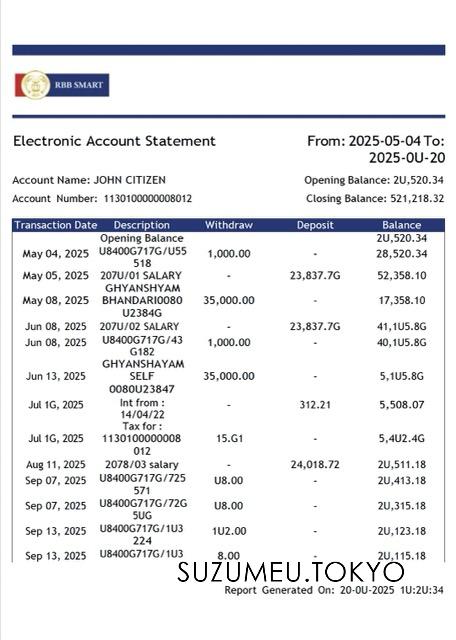 RBB SMART
Electronic Account Statement
From: 2025-05-04 To:
2025-0U-20
Account Name: JOHN CITIZEN
Opening Balance: 2U,520.34
Account Number: 1130100000008012
Closing Balance: 521,218.32
Transaction Date Description Withdraw Deposit Balance
Opening Balance 2U,520.34
May 04, 2025 U8400G717G/U55 1,000.00 - 28,520.34
518
May 05, 2025 207U/01 SALARY - 23,837.7G 52,358.10
GHYANSHYAM
May 08, 2025 BHANDARI0080 35,000.00 - 17,358.10
U2384G
Jun 08, 2025 207U/02 SALARY - 23,837.7G 41,1U5.8G
Jun 08, 2025 U8400G717G/43 1,000.00 - 40,1U5.8G
G182
GHYANSHAYAM
Jun 13, 2025 SELF 35,000.00 - 5,1U5.8G
0080U23847
Jul 1G, 2025 Int from : - 312.21 5,508.07
14/04/22
Tax for :
Jul 1G, 2025 1130100000008 15.G1 - 5,4U2.4G
012
Aug 11, 2025 2078/03 salary - 24,018.72 2U,511.18
Sep 07, 2025 U8400G717G/725 U8.00 - 2U,413.18
571
Sep 07, 2025 U8400G717G/72G U8.00 - 2U,315.18
5UG
Sep 13, 2025 U8400G717G/1U3 1U2.00 - 2U,123.18
224
Sep 13, 2025 U8400G717G/1U3 8.00 - 2U,115.18
SUZUMEU.TOKYO
Report Generated On: 20-0U-2025 1U:2U:34